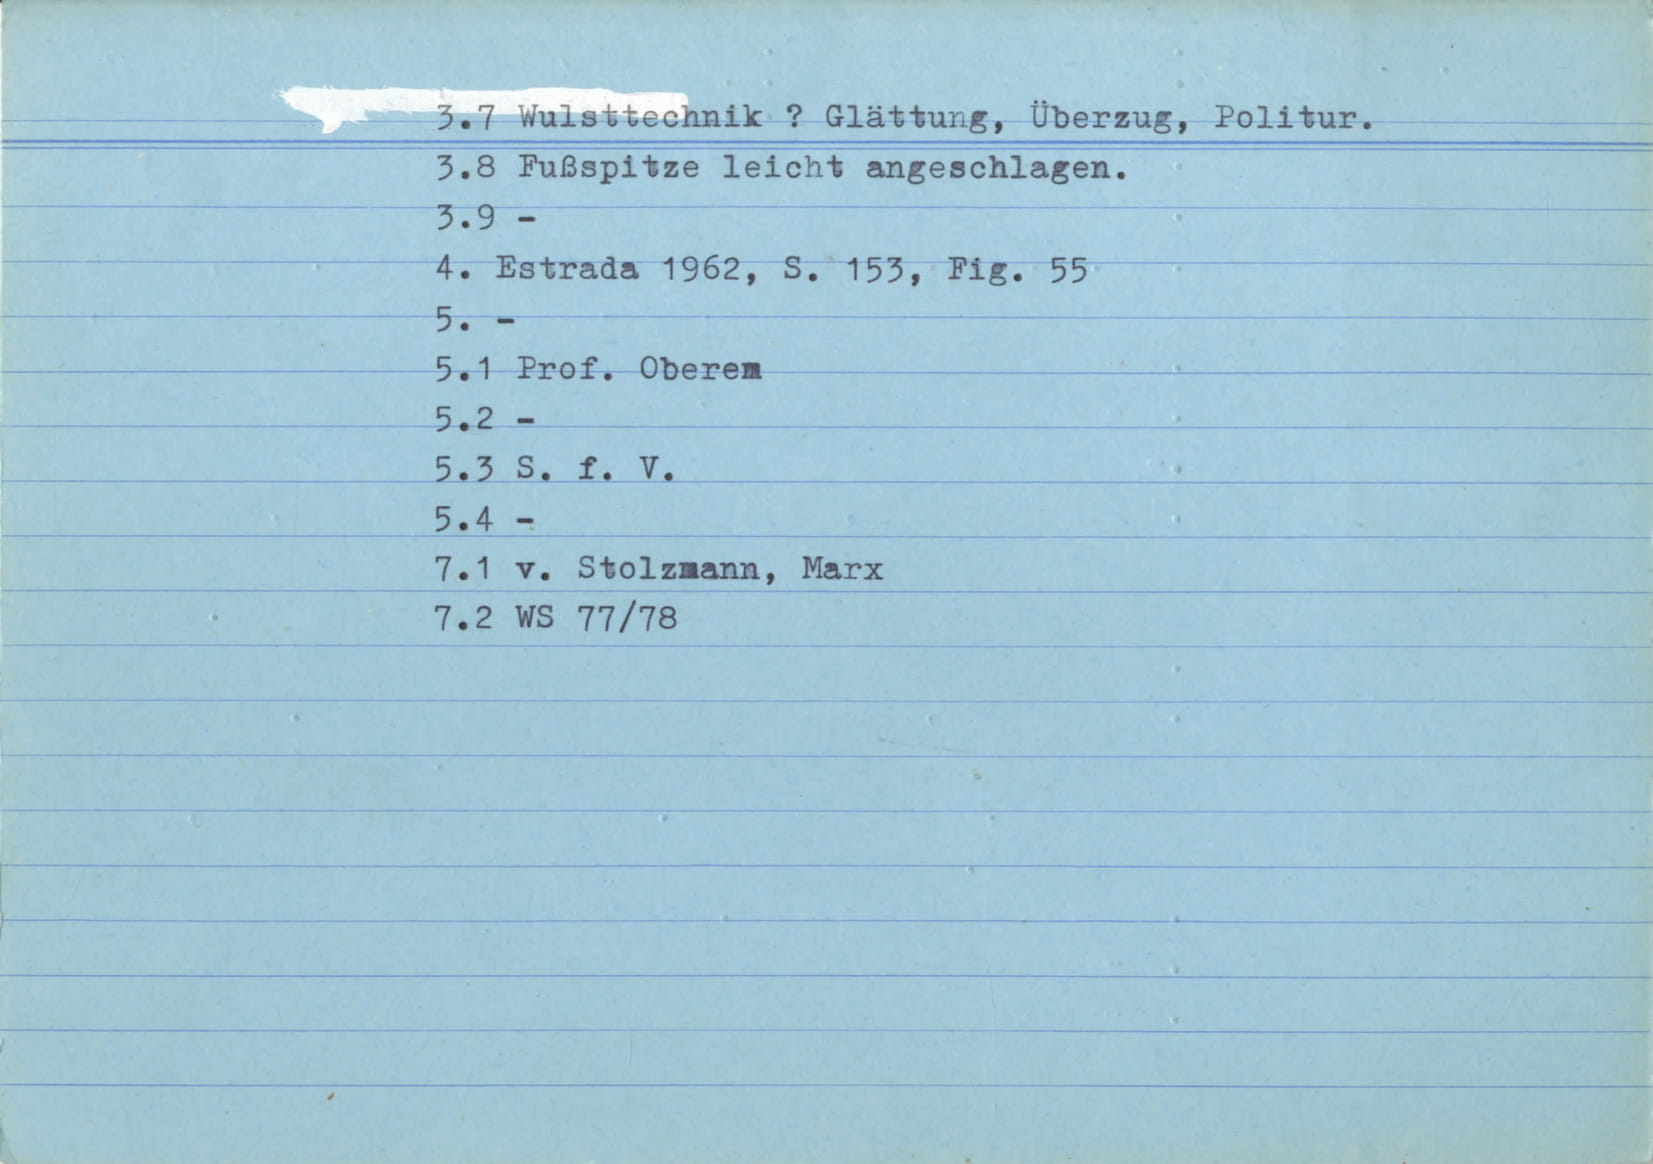 3.7 Wulsttechnik ? Glättung, Überzug, Politur.
3.8 Fußspitze leicht angeschlagen.
3.9 -
4. Estrada 1962, S. 153, Fig. 55
5. -
5.1 Prof. Oberem
5.2 -
5.3 S. f. V.
5.4 -
7.1 v. Stolzmann, Marx
7.2 WS 77/78